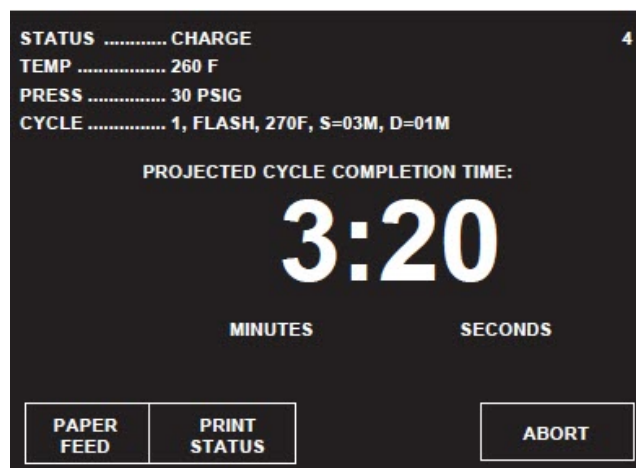 STATUS ............ CHARGE 4
TEMP ................. 260 F
PRESS ............... 30 PSIG
CYCLE ............... 1, FLASH, 270F, S=03M, D=01M
PROJECTED CYCLE COMPLETION TIME:
3:20
MINUTES SECONDS
PAPER FEED
PRINT STATUS
ABORT